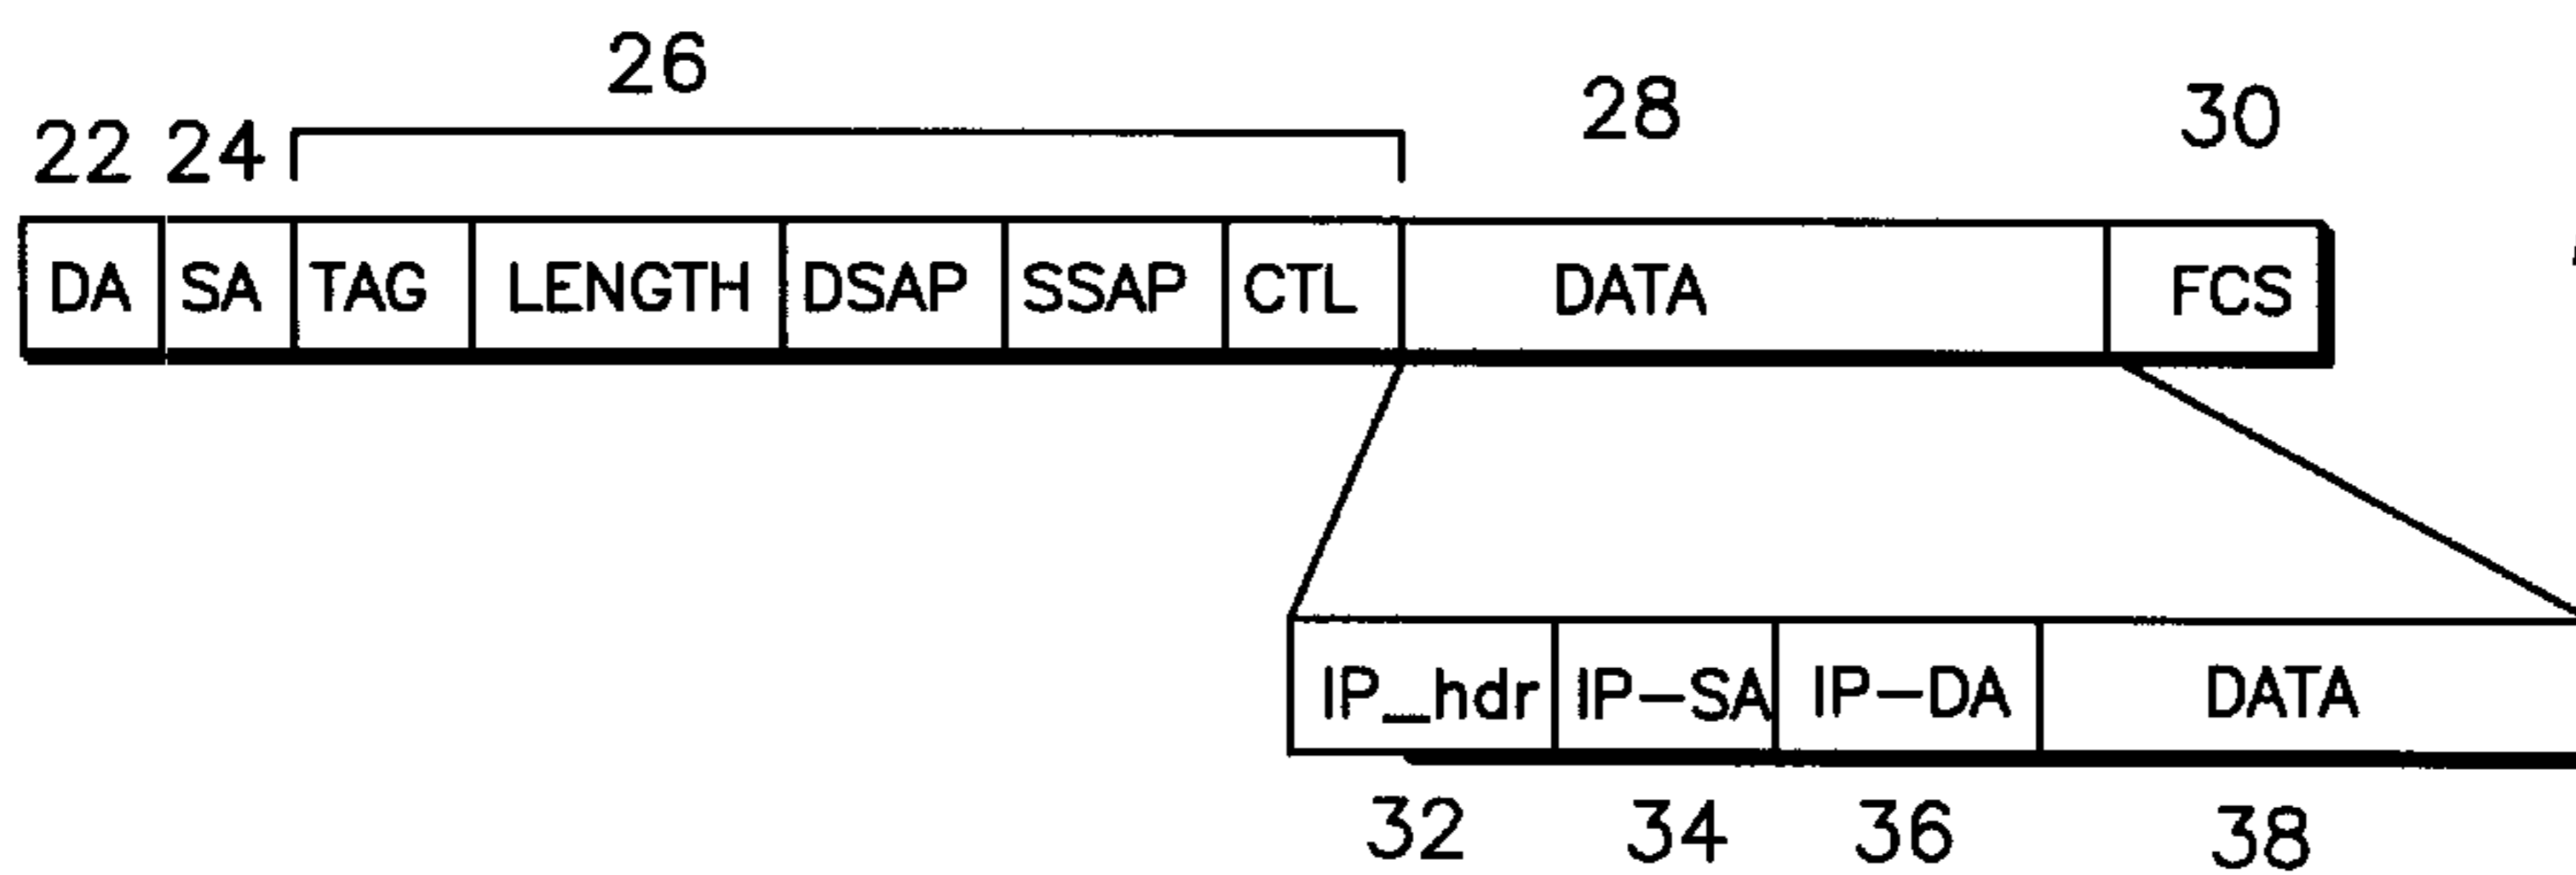 26 28 30
22 24
DA SA TAG LENGTH DSAP SSAP CTL DATA FCS
IP_hdr IP-SA IP-DA DATA
32 34 36 38